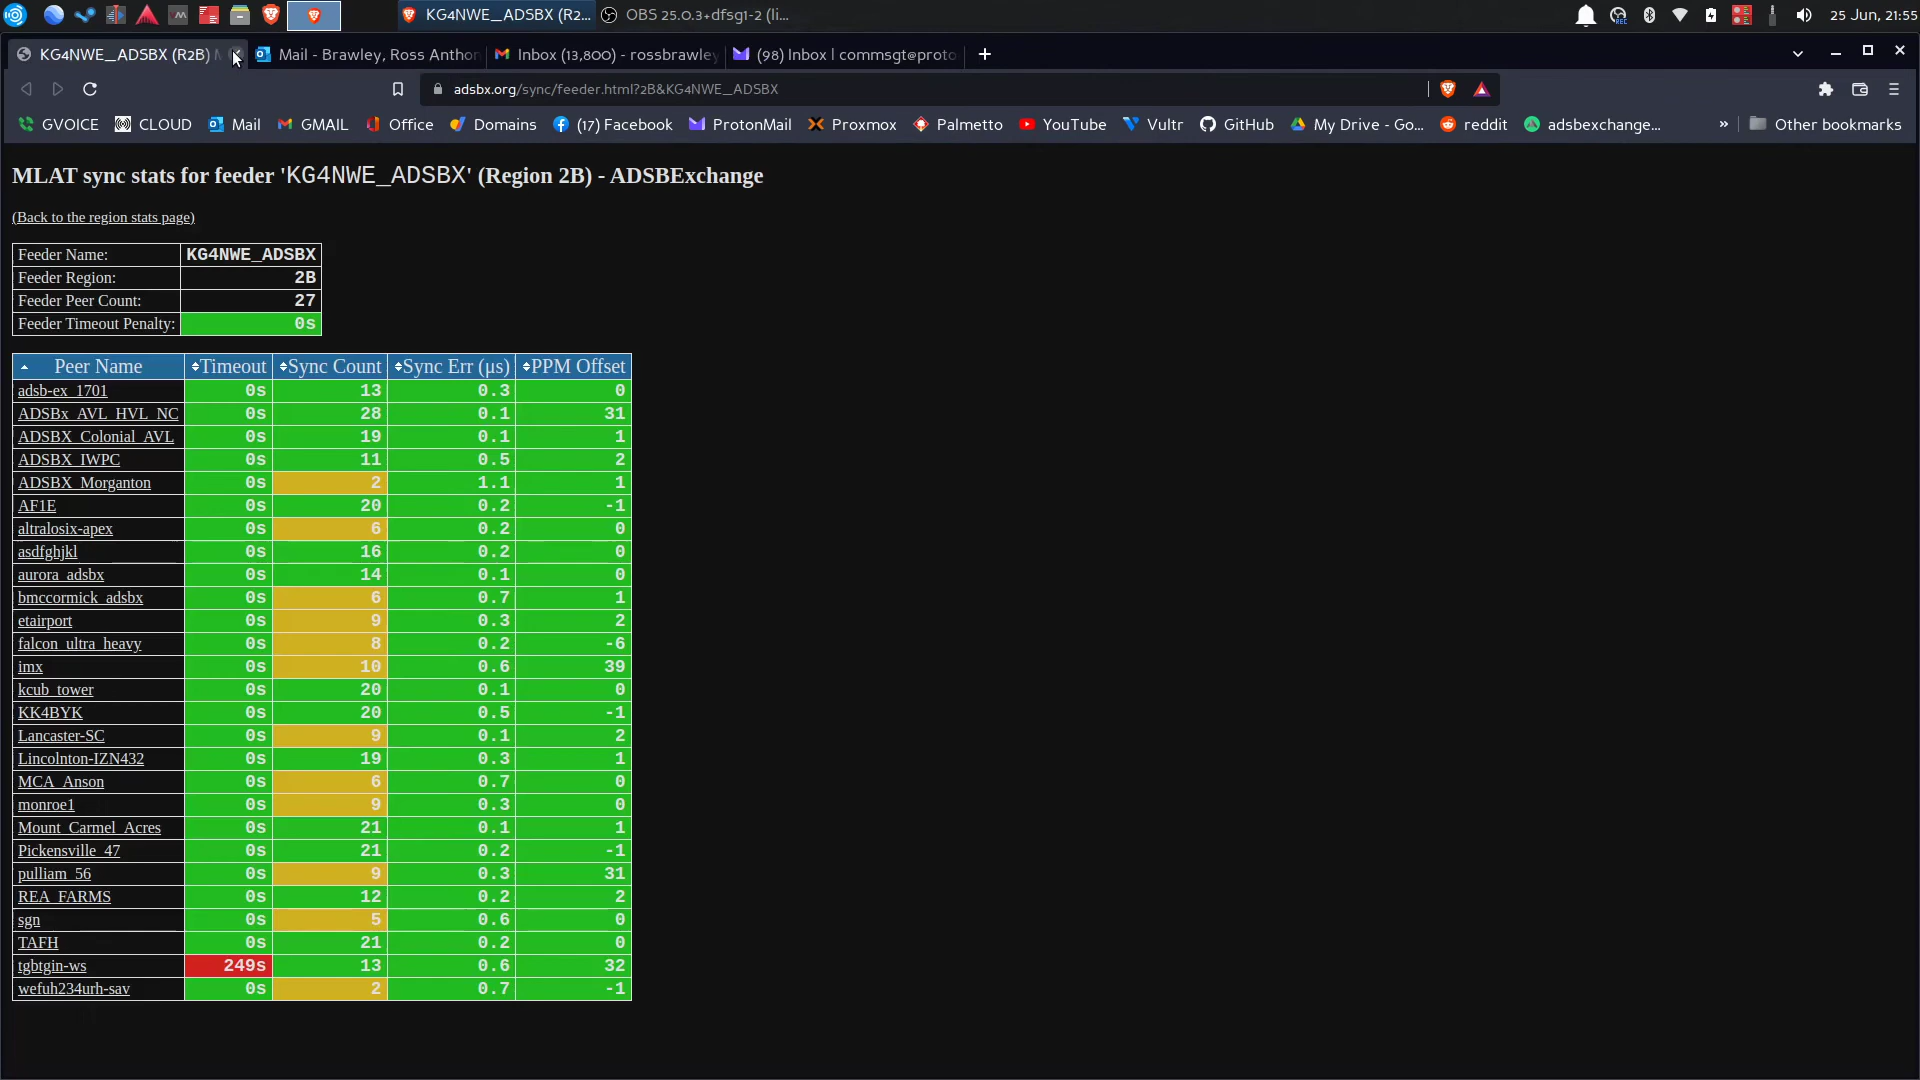 KG4NWE_ADSBX (R2... OBS 25.0.3+dfsg1-2 (li... 25 Jun, 21:55
KG4NWE_ADSBX (R2B) M Mail - Brawley, Ross Anthon Inbox (13,800) - rossbrawley (98) Inbox | commsgt@proto
adsbx.org/sync/feeder.html?2B&KG4NWE_ADSBX
GVOICE CLOUD Mail GMAIL Office Domains (17) Facebook ProtonMail Proxmox Palmetto YouTube Vultr GitHub My Drive - Go... reddit adsbexchange... » Other bookmarks
MLAT sync stats for feeder 'KG4NWE_ADSBX' (Region 2B) - ADSBExchange
(Back to the region stats page)
Feeder Name: KG4NWE_ADSBX
Feeder Region: 2B
Feeder Peer Count: 27
Feeder Timeout Penalty: 0s
Peer Name Timeout Sync Count Sync Err (μs) PPM Offset
adsb-ex_1701 0s 13 0.3 0
ADSBx_AVL_HVL_NC 0s 28 0.1 31
ADSBX_Colonial_AVL 0s 19 0.1 1
ADSBX_IWPC 0s 11 0.5 2
ADSBX_Morganton 0s 2 1.1 1
AF1E 0s 20 0.2 -1
altralosix-apex 0s 6 0.2 0
asdfghjkl 0s 16 0.2 0
aurora_adsbx 0s 14 0.1 0
bmccormick_adsbx 0s 6 0.7 1
etairport 0s 9 0.3 2
falcon_ultra_heavy 0s 8 0.2 -6
imx 0s 10 0.6 39
kcub_tower 0s 20 0.1 0
KK4BYK 0s 20 0.5 -1
Lancaster-SC 0s 9 0.1 2
Lincolnton-IZN432 0s 19 0.3 1
MCA_Anson 0s 6 0.7 0
monroe1 0s 9 0.3 0
Mount_Carmel_Acres 0s 21 0.1 1
Pickensville_47 0s 21 0.2 -1
pulliam_56 0s 9 0.3 31
REA_FARMS 0s 12 0.2 2
sgn 0s 5 0.6 0
TAFH 0s 21 0.2 0
tgbtgin-ws 249s 13 0.6 32
wefuh234urh-sav 0s 2 0.7 -1